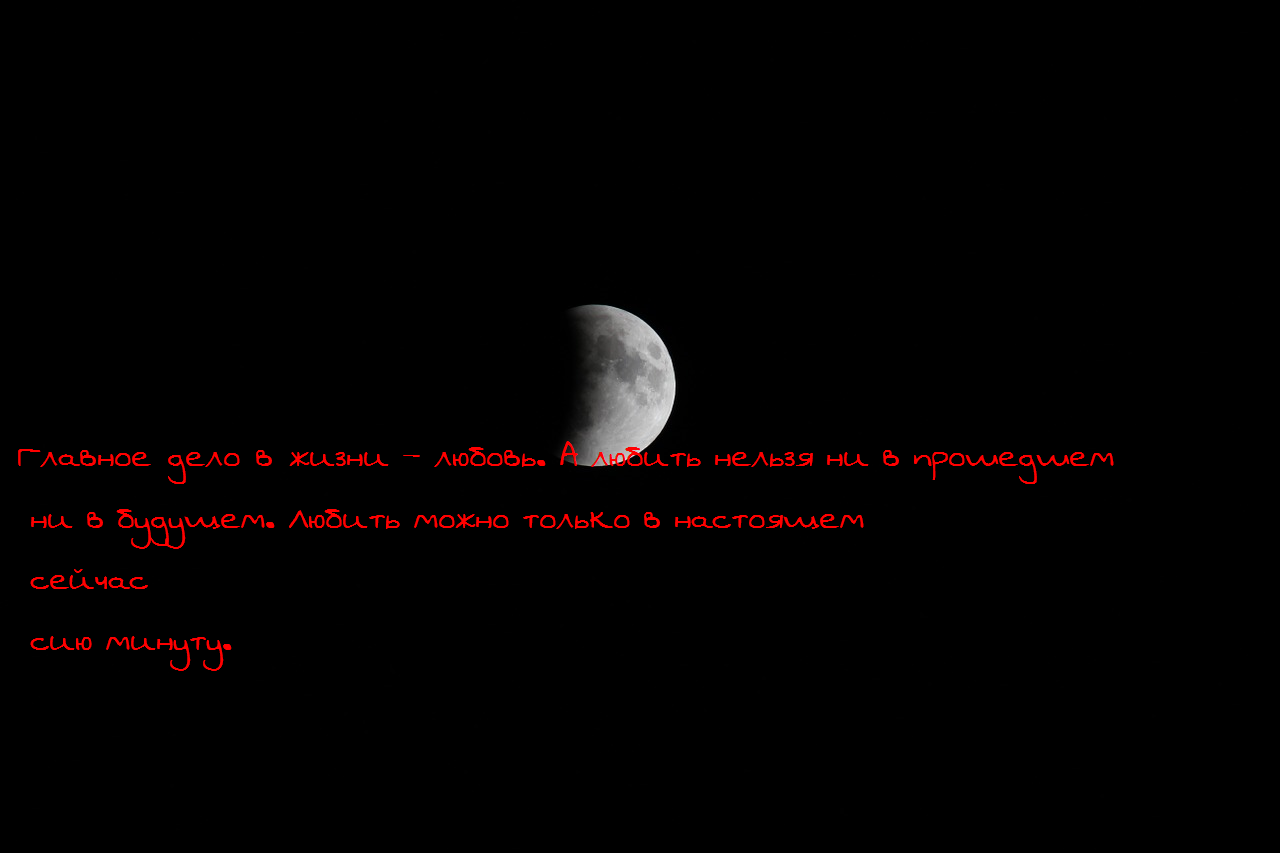 Главное дело в жизни - любовь. А любить нельзя ни в прошедшем
ни в будущем. Любить можно только в настоящем
сейчас
сию минуту.